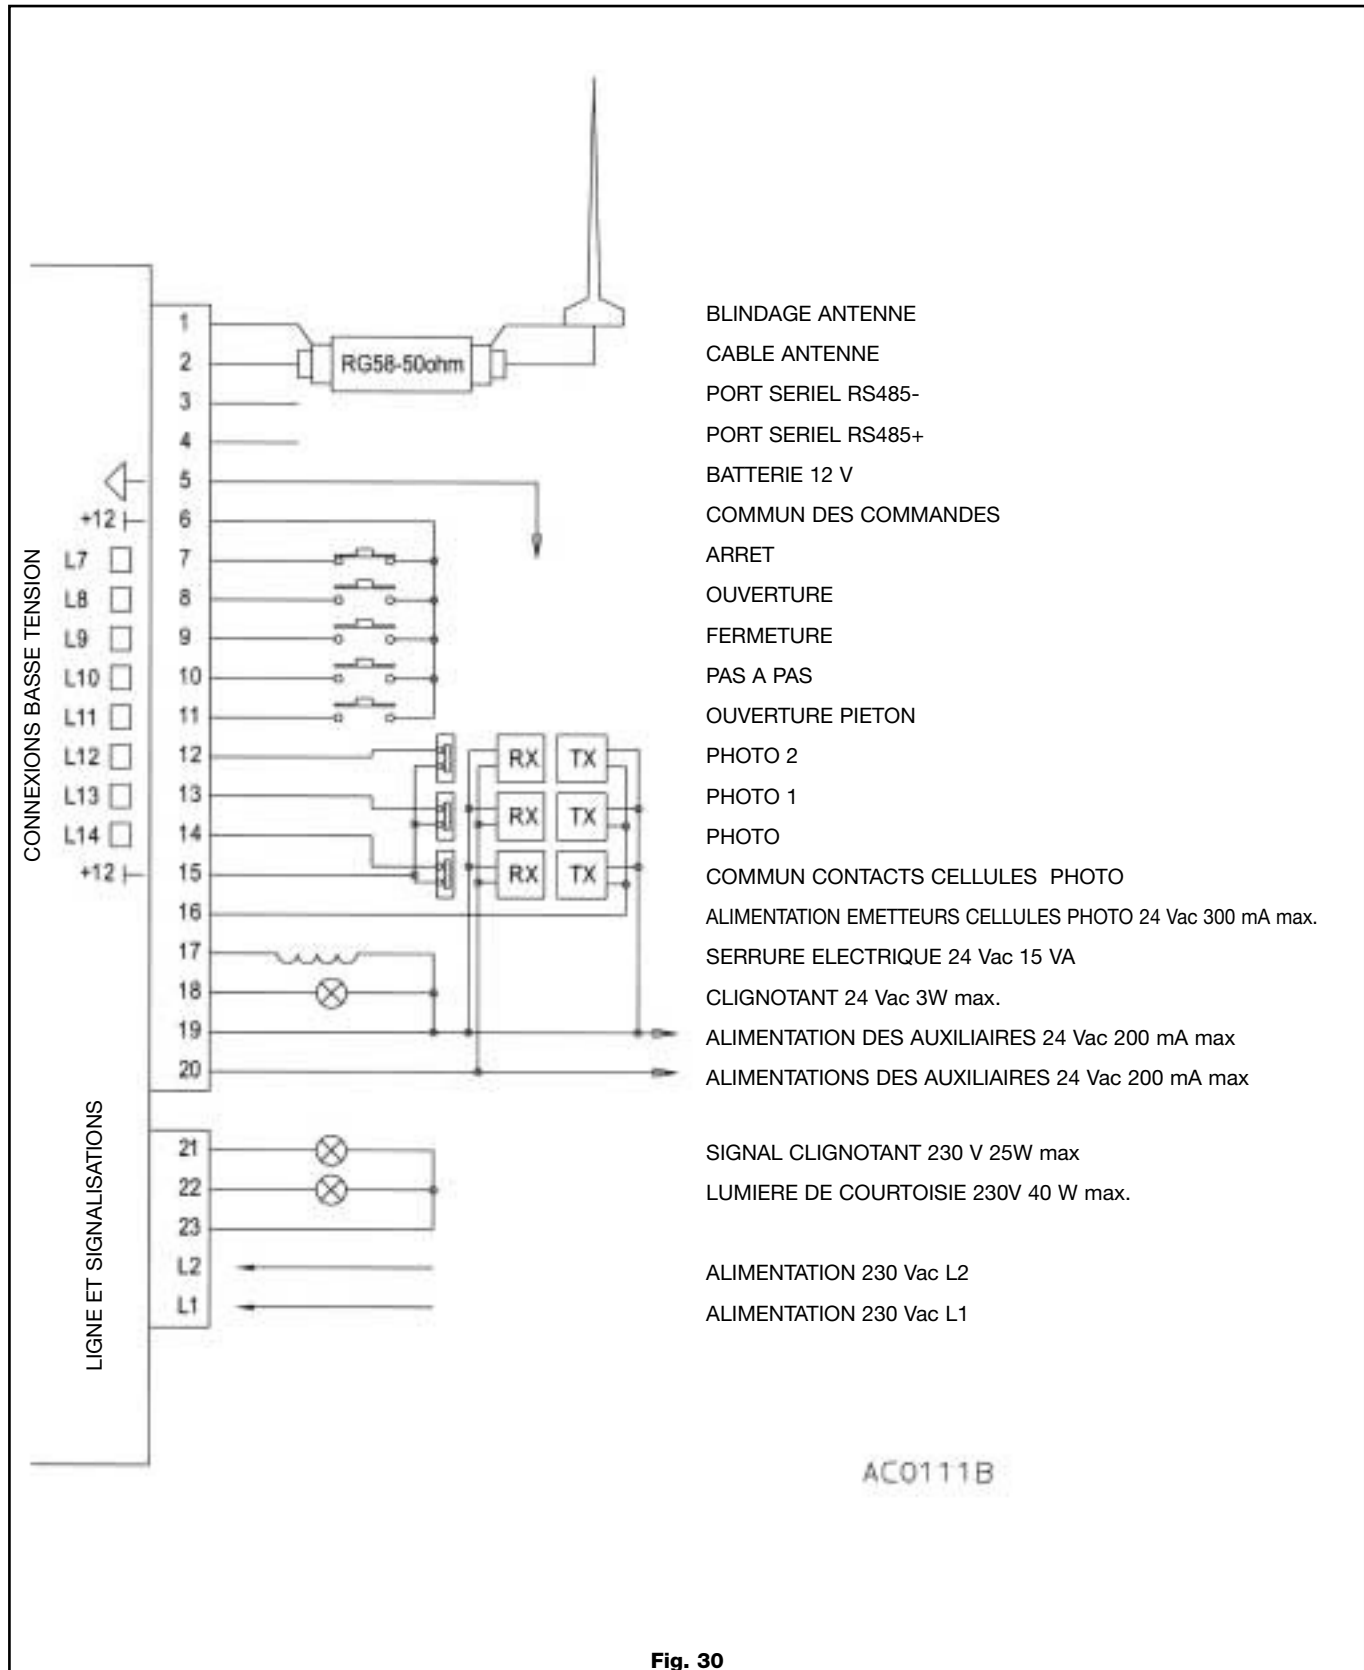 1 BLINDAGE ANTENNE
2 RG58-50ohm CABLE ANTENNE
3 PORT SERIEL RS485-
4 PORT SERIEL RS485+
5 BATTERIE 12 V
+12 6 COMMUN DES COMMANDES
L7 7 ARRET
L8 8 OUVERTURE
L9 9 FERMETURE
L10 10 PAS A PAS
L11 11 OUVERTURE PIETON
L12 12 RX TX PHOTO 2
L13 13 RX TX PHOTO 1
L14 14 PHOTO
+12 15 RX TX COMMUN CONTACTS CELLULES PHOTO
16 ALIMENTATION EMETTEURS CELLULES PHOTO 24 Vac 300 mA max.
17 SERRURE ELECTRIQUE 24 Vac 15 VA
18 CLIGNOTANT 24 Vac 3W max.
19 ALIMENTATION DES AUXILIAIRES 24 Vac 200 mA max
20 ALIMENTATIONS DES AUXILIAIRES 24 Vac 200 mA max
CONNEXIONS BASSE TENSION
21 SIGNAL CLIGNOTANT 230 V 25W max
22 LUMIERE DE COURTOISIE 230V 40 W max.
23
L2 ALIMENTATION 230 Vac L2
L1 ALIMENTATION 230 Vac L1
LIGNE ET SIGNALISATIONS
AC0111B
Fig. 30